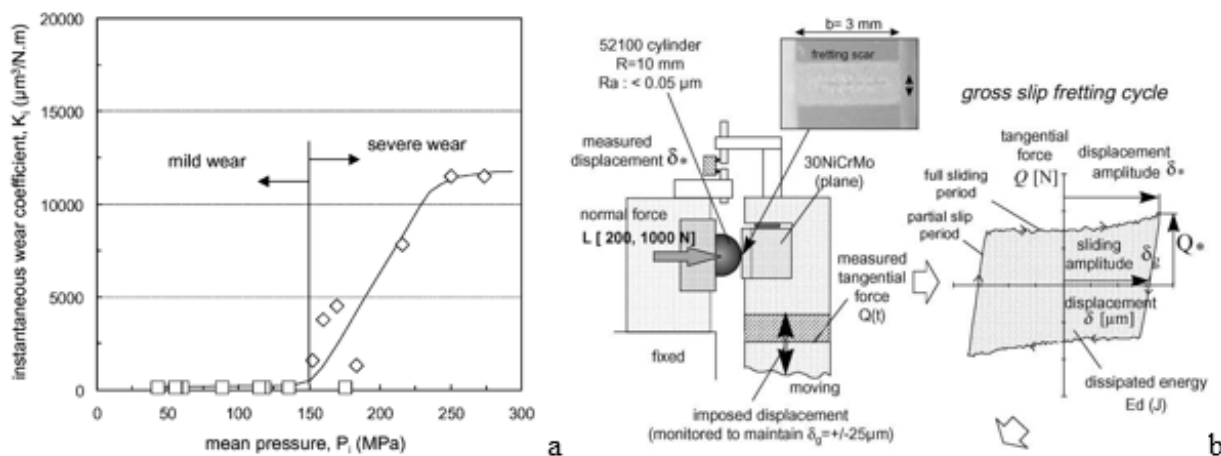 20000
15000
10000
5000
0
instantaneous wear coefficient, Kᵢ (µm³/N.m)
mild wear
severe wear
0 50 100 150 200 250 300
mean pressure, Pᵢ (MPa)
a
b= 3 mm
fretting scar
52100 cylinder
R=10 mm
Ra : < 0.05 µm
measured
displacement δ*
30NiCrMo
(plane)
normal force
L [ 200, 1000 N]
measured
tangential
force
Q(t)
fixed
moving
imposed displacement
(monitored to maintain δg=+/-25µm)
gross slip fretting cycle
tangential
force
Q [N]
displacement
amplitude δ*
full sliding
period
partial slip
period
sliding
amplitude
δg
Q*
displacement
δ [µm]
dissipated energy
Ed (J)
b